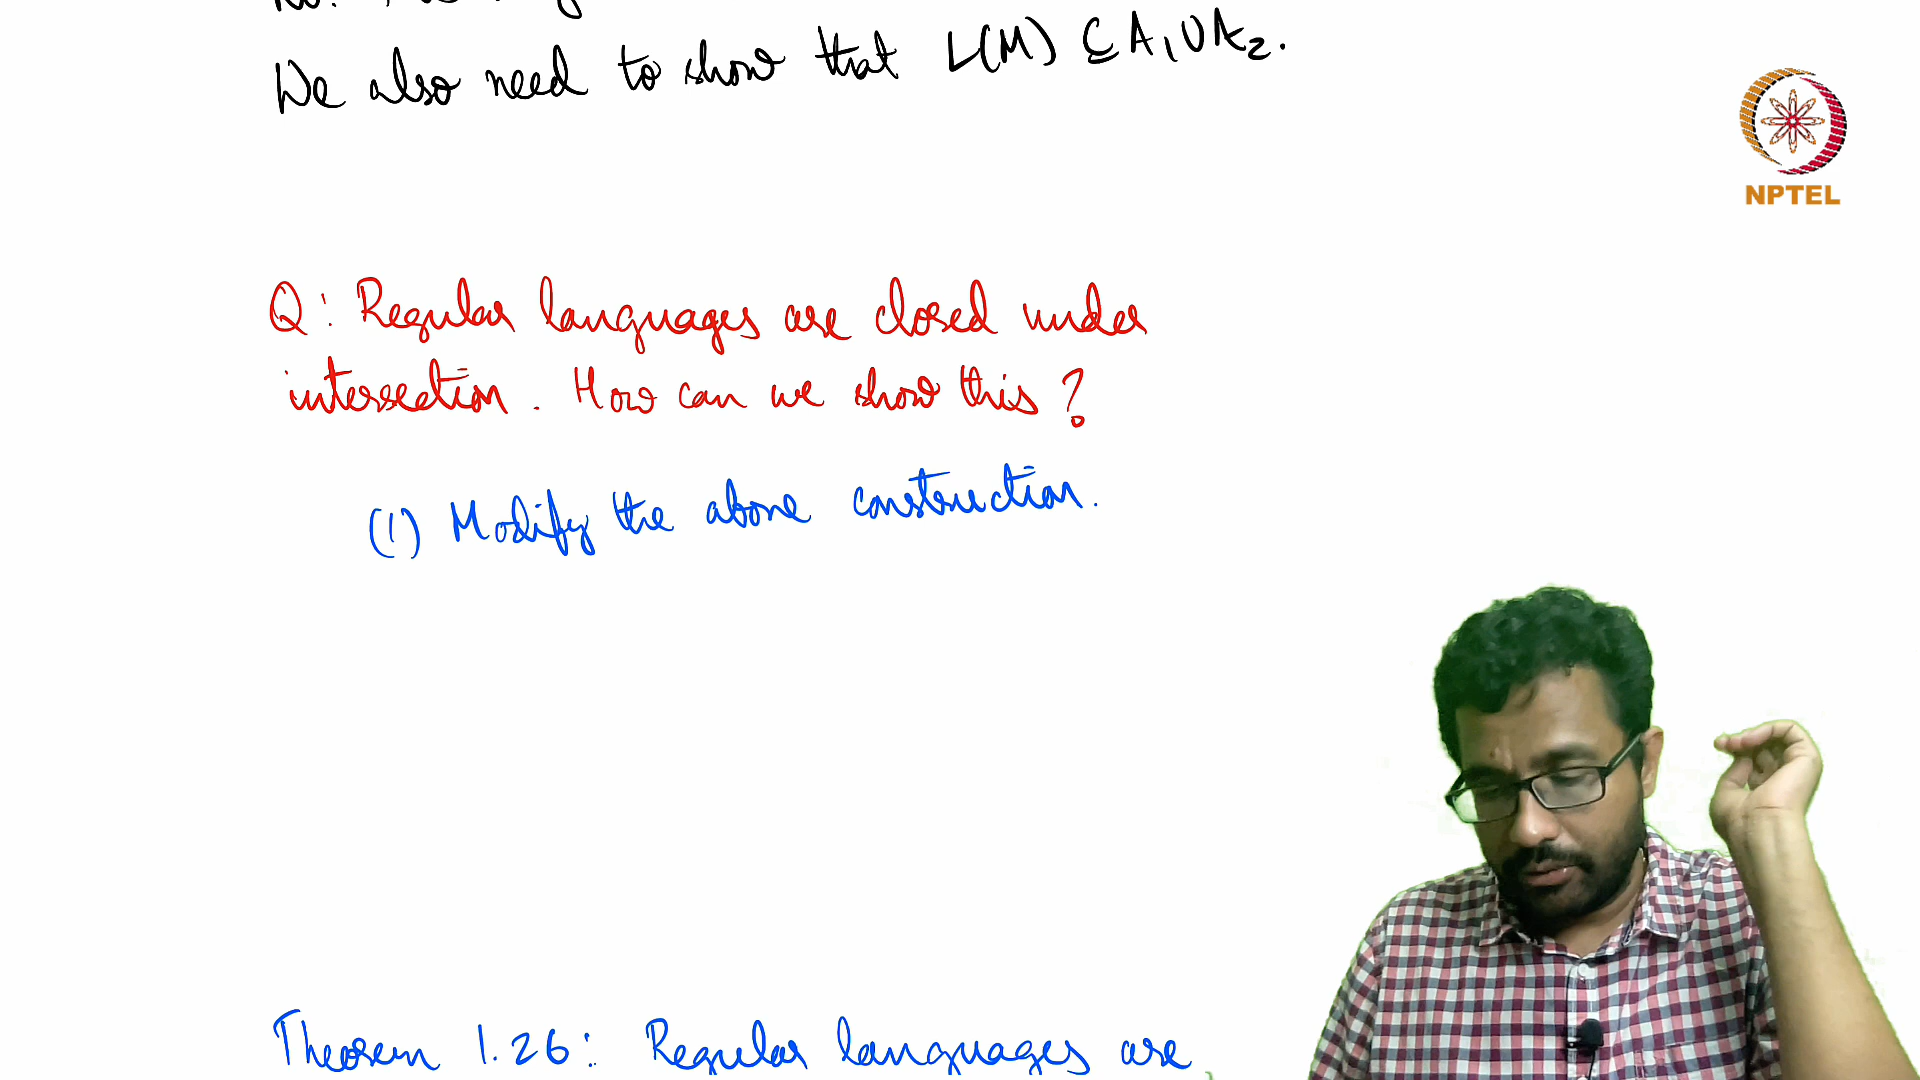 We also need to show that L(M) ⊆ A₁∪A₂.
NPTEL
Q: Regular languages are closed under
intersection. How can we show this?
(1) Modify the above construction.
Theorem 1.26: Regular languages are